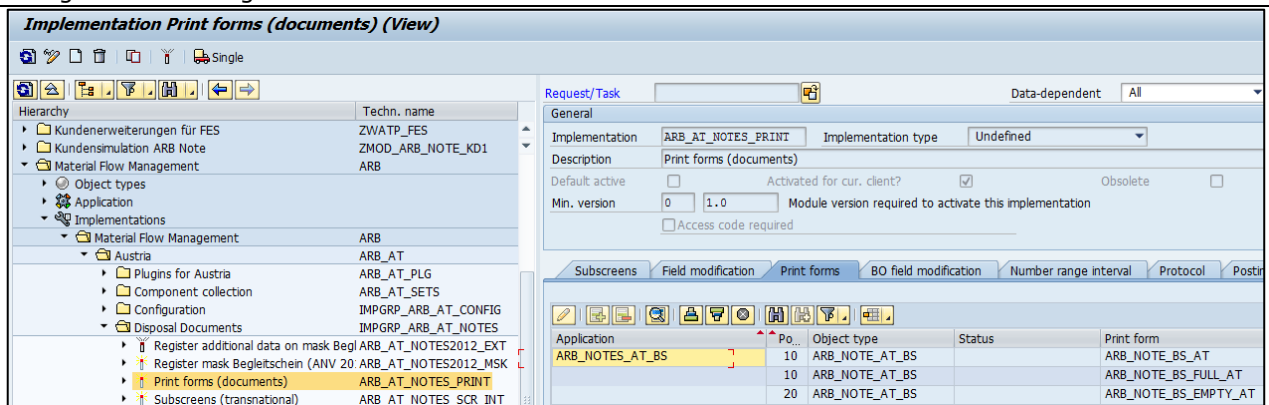 Implementation Print forms (documents) (View)
Single
Hierarchy Techn. name
Kundenerweiterungen für FES ZWATP_FES
Kundensimulation ARB Note ZMOD_ARB_NOTE_KD1
Material Flow Management ARB
Object types
Application
Implementations
Material Flow Management ARB
Austria ARB_AT
Plugins for Austria ARB_AT_PLG
Component collection ARB_AT_SETS
Configuration IMPGRP_ARB_AT_CONFIG
Disposal Documents IMPGRP_ARB_AT_NOTES
Register additional data on mask Begl ARB_AT_NOTES2012_EXT
Register mask Begleitschein (ANV 20 ARB_AT_NOTES2012_MSK
Print forms (documents) ARB_AT_NOTES_PRINT
Subscreens (transnational) ARB_AT_NOTES_SCR_INT
Request/Task Data-dependent All
General
Implementation ARB_AT_NOTES_PRINT Implementation type Undefined
Description Print forms (documents)
Default active Activated for cur. client? Obsolete
Min. version 0 1.0 Module version required to activate this implementation
Access code required
Subscreens Field modification Print forms BO field modification Number range interval Protocol Postin
Application Po... Object type Status Print form
ARB_NOTES_AT_BS 10 ARB_NOTE_AT_BS ARB_NOTE_BS_AT
10 ARB_NOTE_AT_BS ARB_NOTE_BS_FULL_AT
20 ARB_NOTE_AT_BS ARB_NOTE_BS_EMPTY_AT